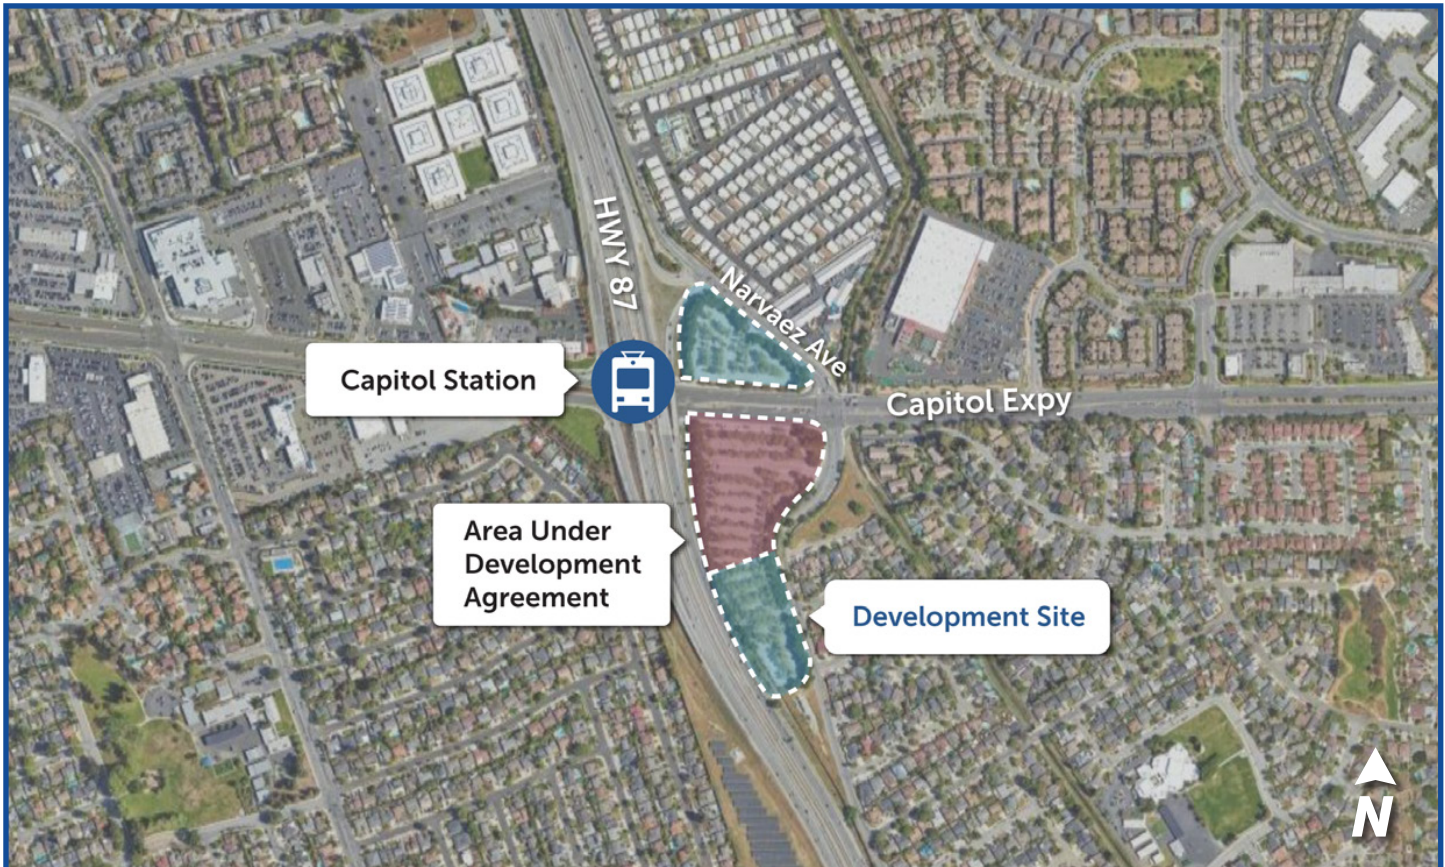 HWY 87
Narvaez Ave
Capitol Station
Capitol Expy
Area Under
Development
Agreement
Development Site
N